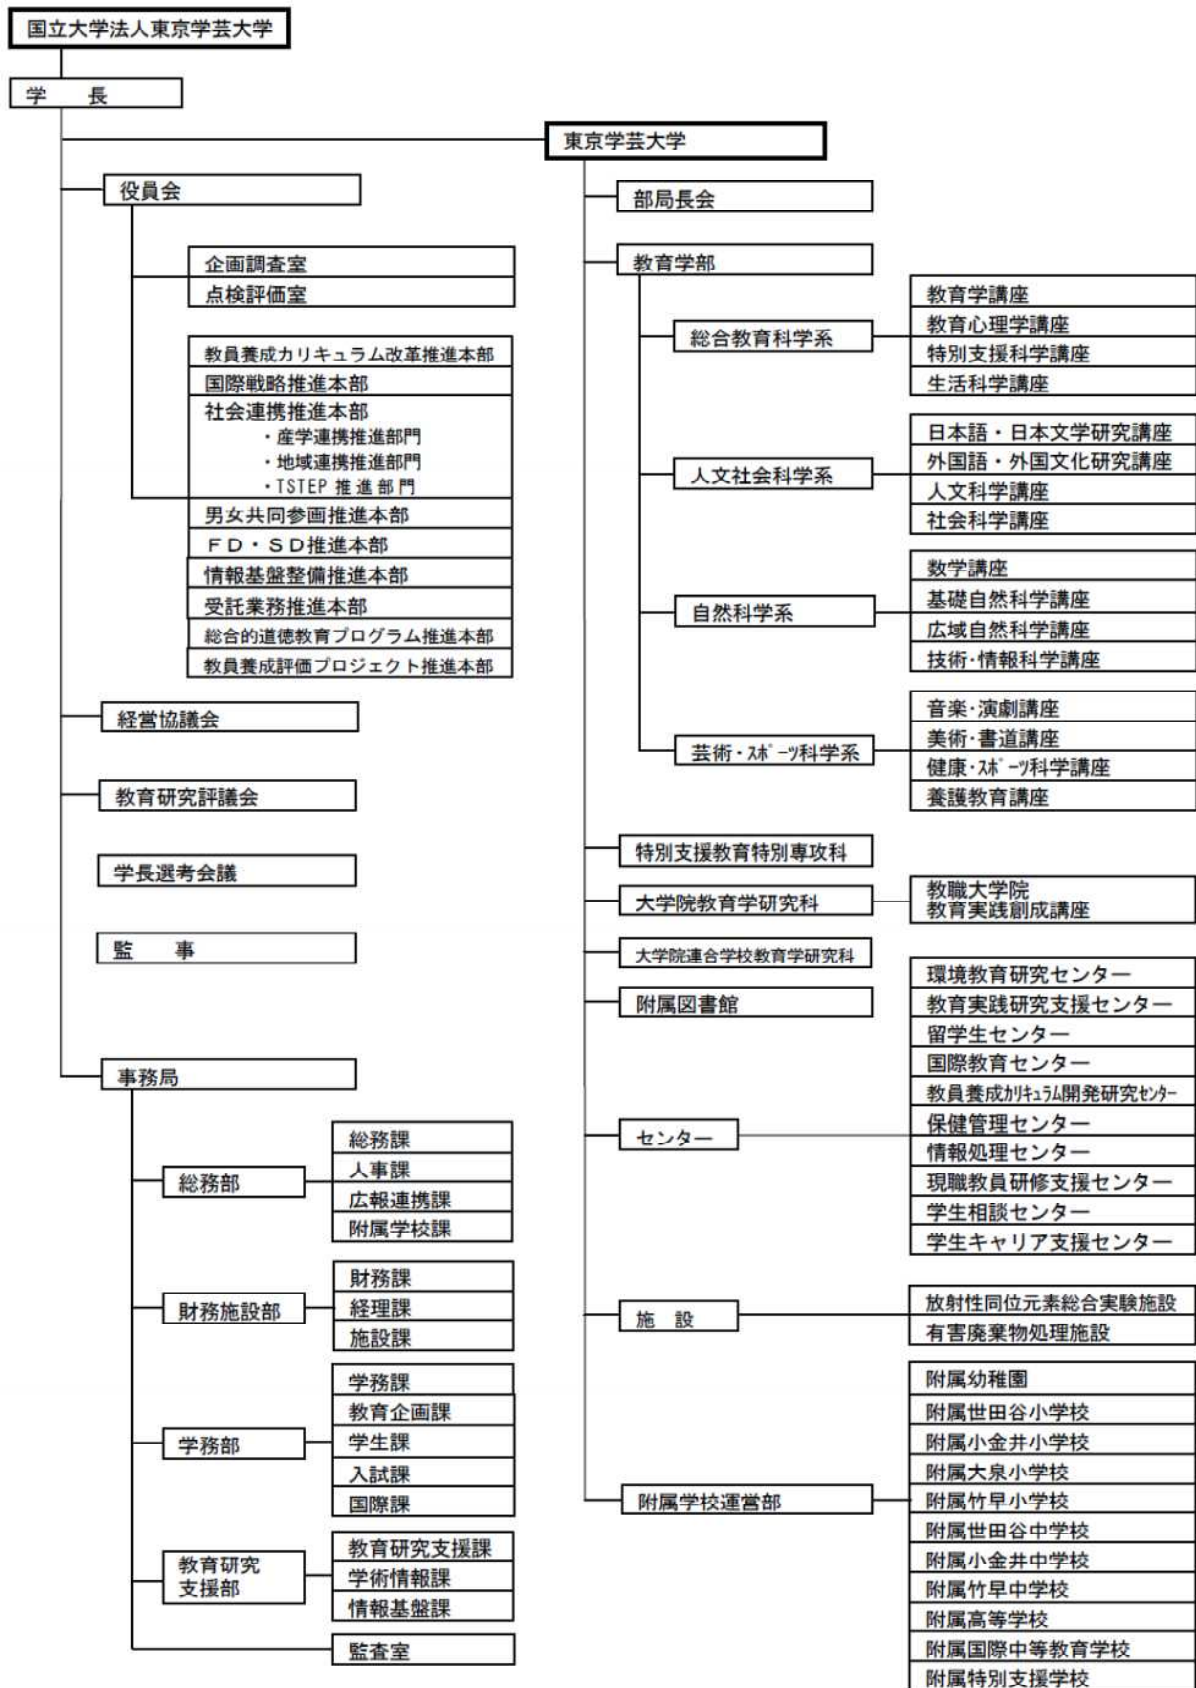 国立大学法人東京学芸大学
学　　長
役員会
企画調査室
点検評価室
教員養成カリキュラム改革推進本部
国際戦略推進本部
社会連携推進本部
・産学連携推進部門
・地域連携推進部門
・TSTEP 推進部門
男女共同参画推進本部
ＦＤ・ＳＤ推進本部
情報基盤整備推進本部
受託業務推進本部
総合的道徳教育プログラム推進本部
教員養成評価プロジェクト推進本部
経営協議会
教育研究評議会
学長選考会議
監　　事
事務局
総務部
総務課
人事課
広報連携課
附属学校課
財務施設部
財務課
経理課
施設課
学務部
学務課
教育企画課
学生課
入試課
国際課
教育研究
支援部
教育研究支援課
学術情報課
情報基盤課
監査室
東京学芸大学
部局長会
教育学部
総合教育科学系
教育学講座
教育心理学講座
特別支援科学講座
生活科学講座
人文社会科学系
日本語・日本文学研究講座
外国語・外国文化研究講座
人文科学講座
社会科学講座
自然科学系
数学講座
基礎自然科学講座
広域自然科学講座
技術・情報科学講座
芸術・ｽﾎﾟｰﾂ科学系
音楽・演劇講座
美術・書道講座
健康・ｽﾎﾟｰﾂ科学講座
養護教育講座
特別支援教育特別専攻科
大学院教育学研究科
教職大学院
教育実践創成講座
大学院連合学校教育学研究科
附属図書館
センター
環境教育研究センター
教育実践研究支援センター
留学生センター
国際教育センター
教員養成ｶﾘｷｭﾗﾑ開発研究ｾﾝﾀｰ
保健管理センター
情報処理センター
現職教員研修支援センター
学生相談センター
学生キャリア支援センター
施　設
放射性同位元素総合実験施設
有害廃棄物処理施設
附属学校運営部
附属幼稚園
附属世田谷小学校
附属小金井小学校
附属大泉小学校
附属竹早小学校
附属世田谷中学校
附属小金井中学校
附属竹早中学校
附属高等学校
附属国際中等教育学校
附属特別支援学校